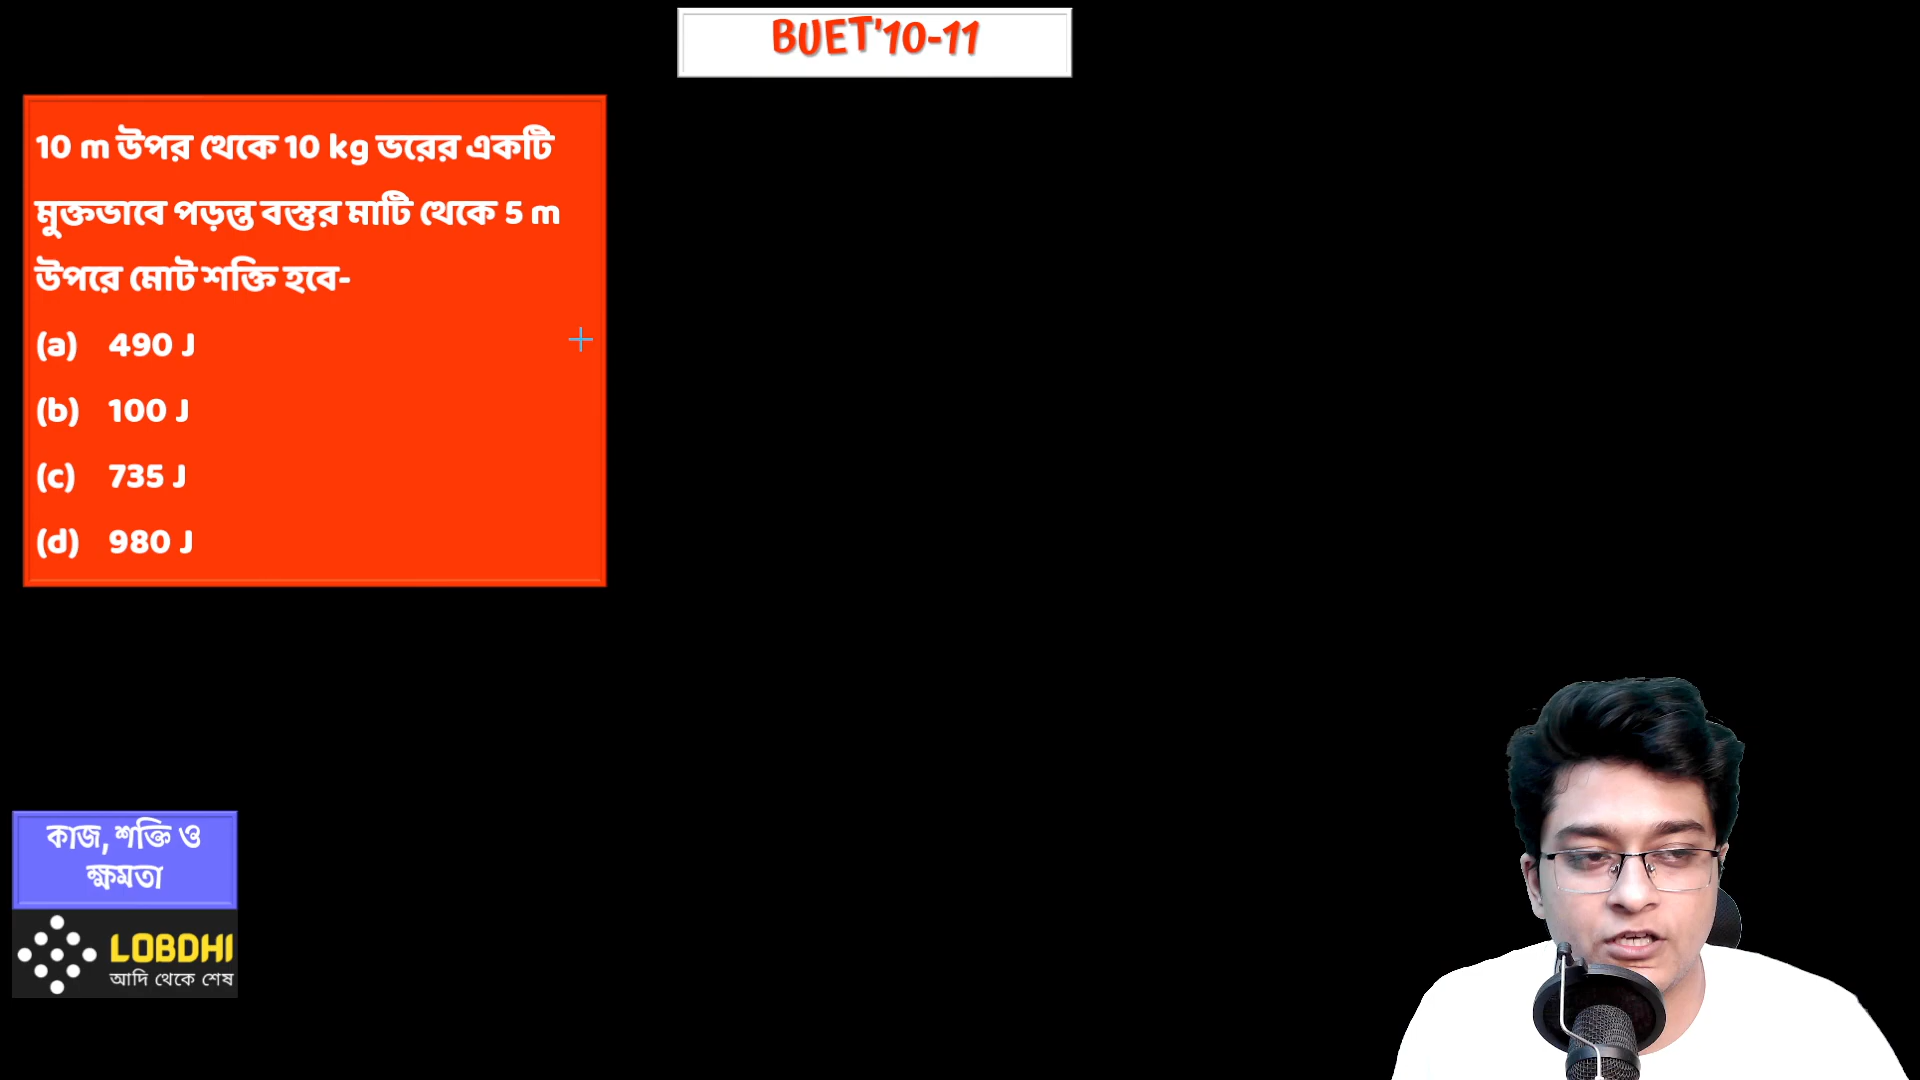 BUET'10-11
10 m উপর থেকে 10 kg ভরের একটি
মুক্তভাবে পড়ন্ত বস্তুর মাটি থেকে 5 m
উপরে মোট শক্তি হবে-
(a) 490 J
(b) 100 J
(c) 735 J
(d) 980 J
কাজ, শক্তি ও
ক্ষমতা
LOBDHI
আদি থেকে শেষ